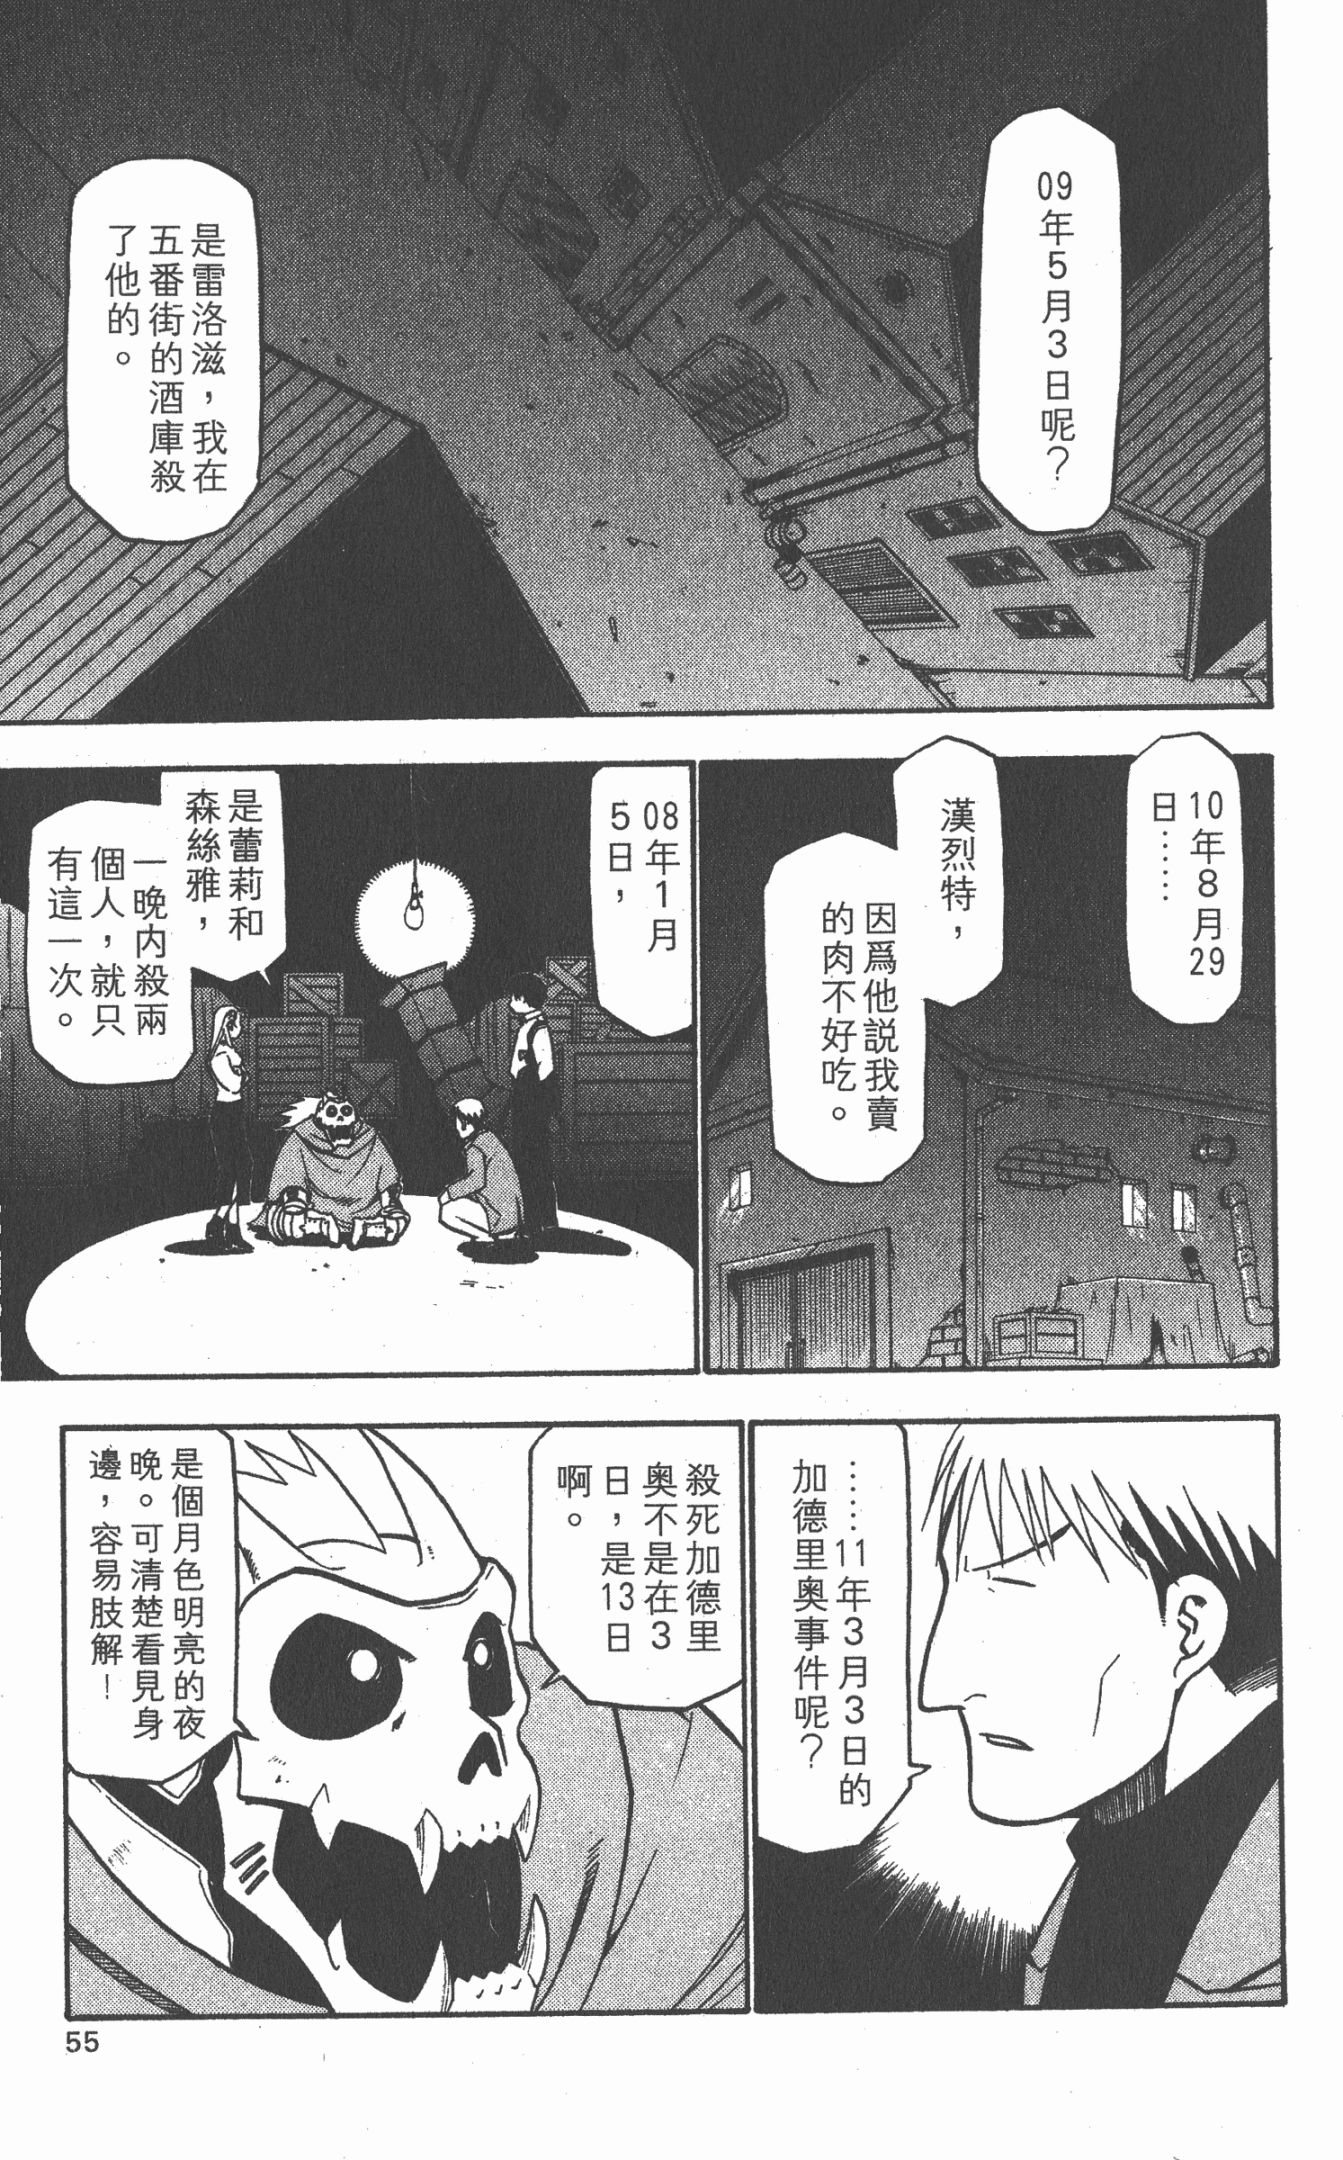 09年5月3日呢？
是雷洛滋，我在
五番街的酒庫殺
了他的。
10年8月29
日……
漢烈特，
因爲他説我賣
的肉不好吃。
08年1月
5日，
是蕾莉和
森絲雅，
一晚内殺兩
個人，就只
有這一次。
……11年3月3日的
加德里奧事件呢？
殺死加德里
奧不是在3
日，是13日
啊。
是個月色明亮的夜
晚。可清楚看見身
邊，容易肢解！
55